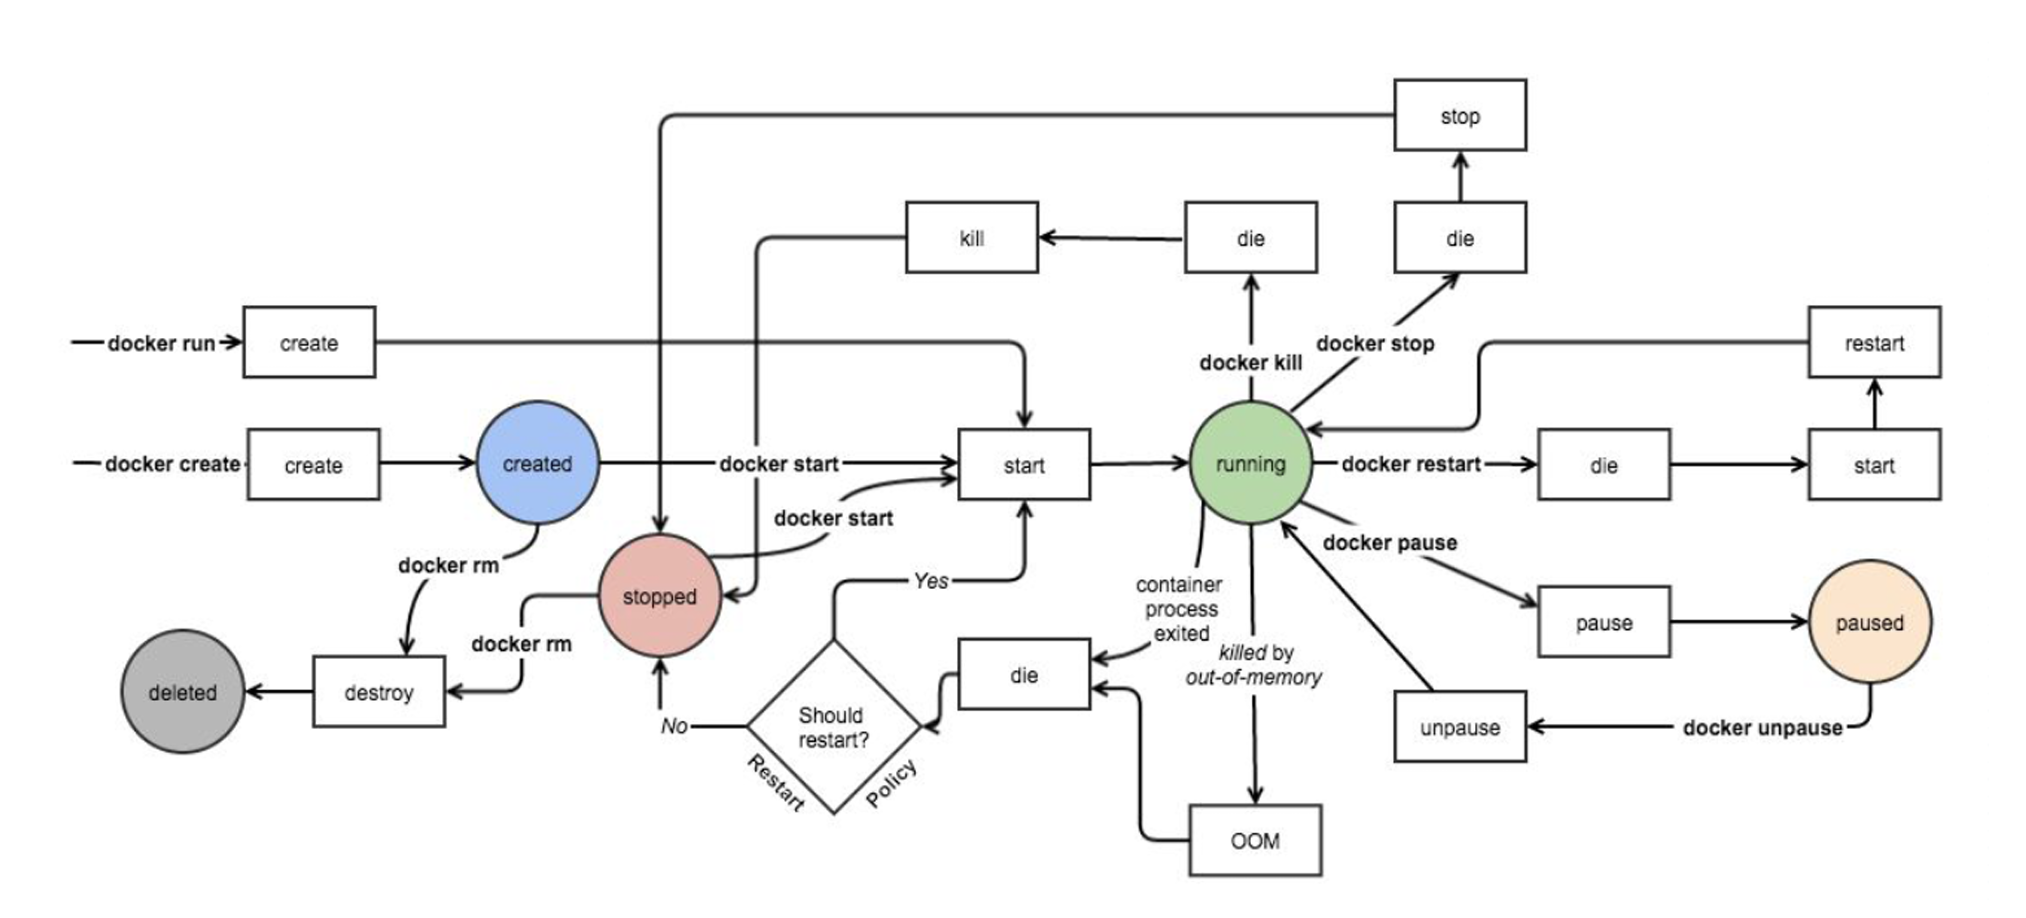 stop
kill
die
die
docker run
create
docker kill
docker stop
restart
docker create
create
created
docker start
start
running
docker restart
die
start
docker start
docker pause
docker rm
stopped
Yes
container
process
exited
pause
paused
docker rm
killed by
out-of-memory
deleted
destroy
die
No
Should
restart?
unpause
docker unpause
Restart
Policy
OOM